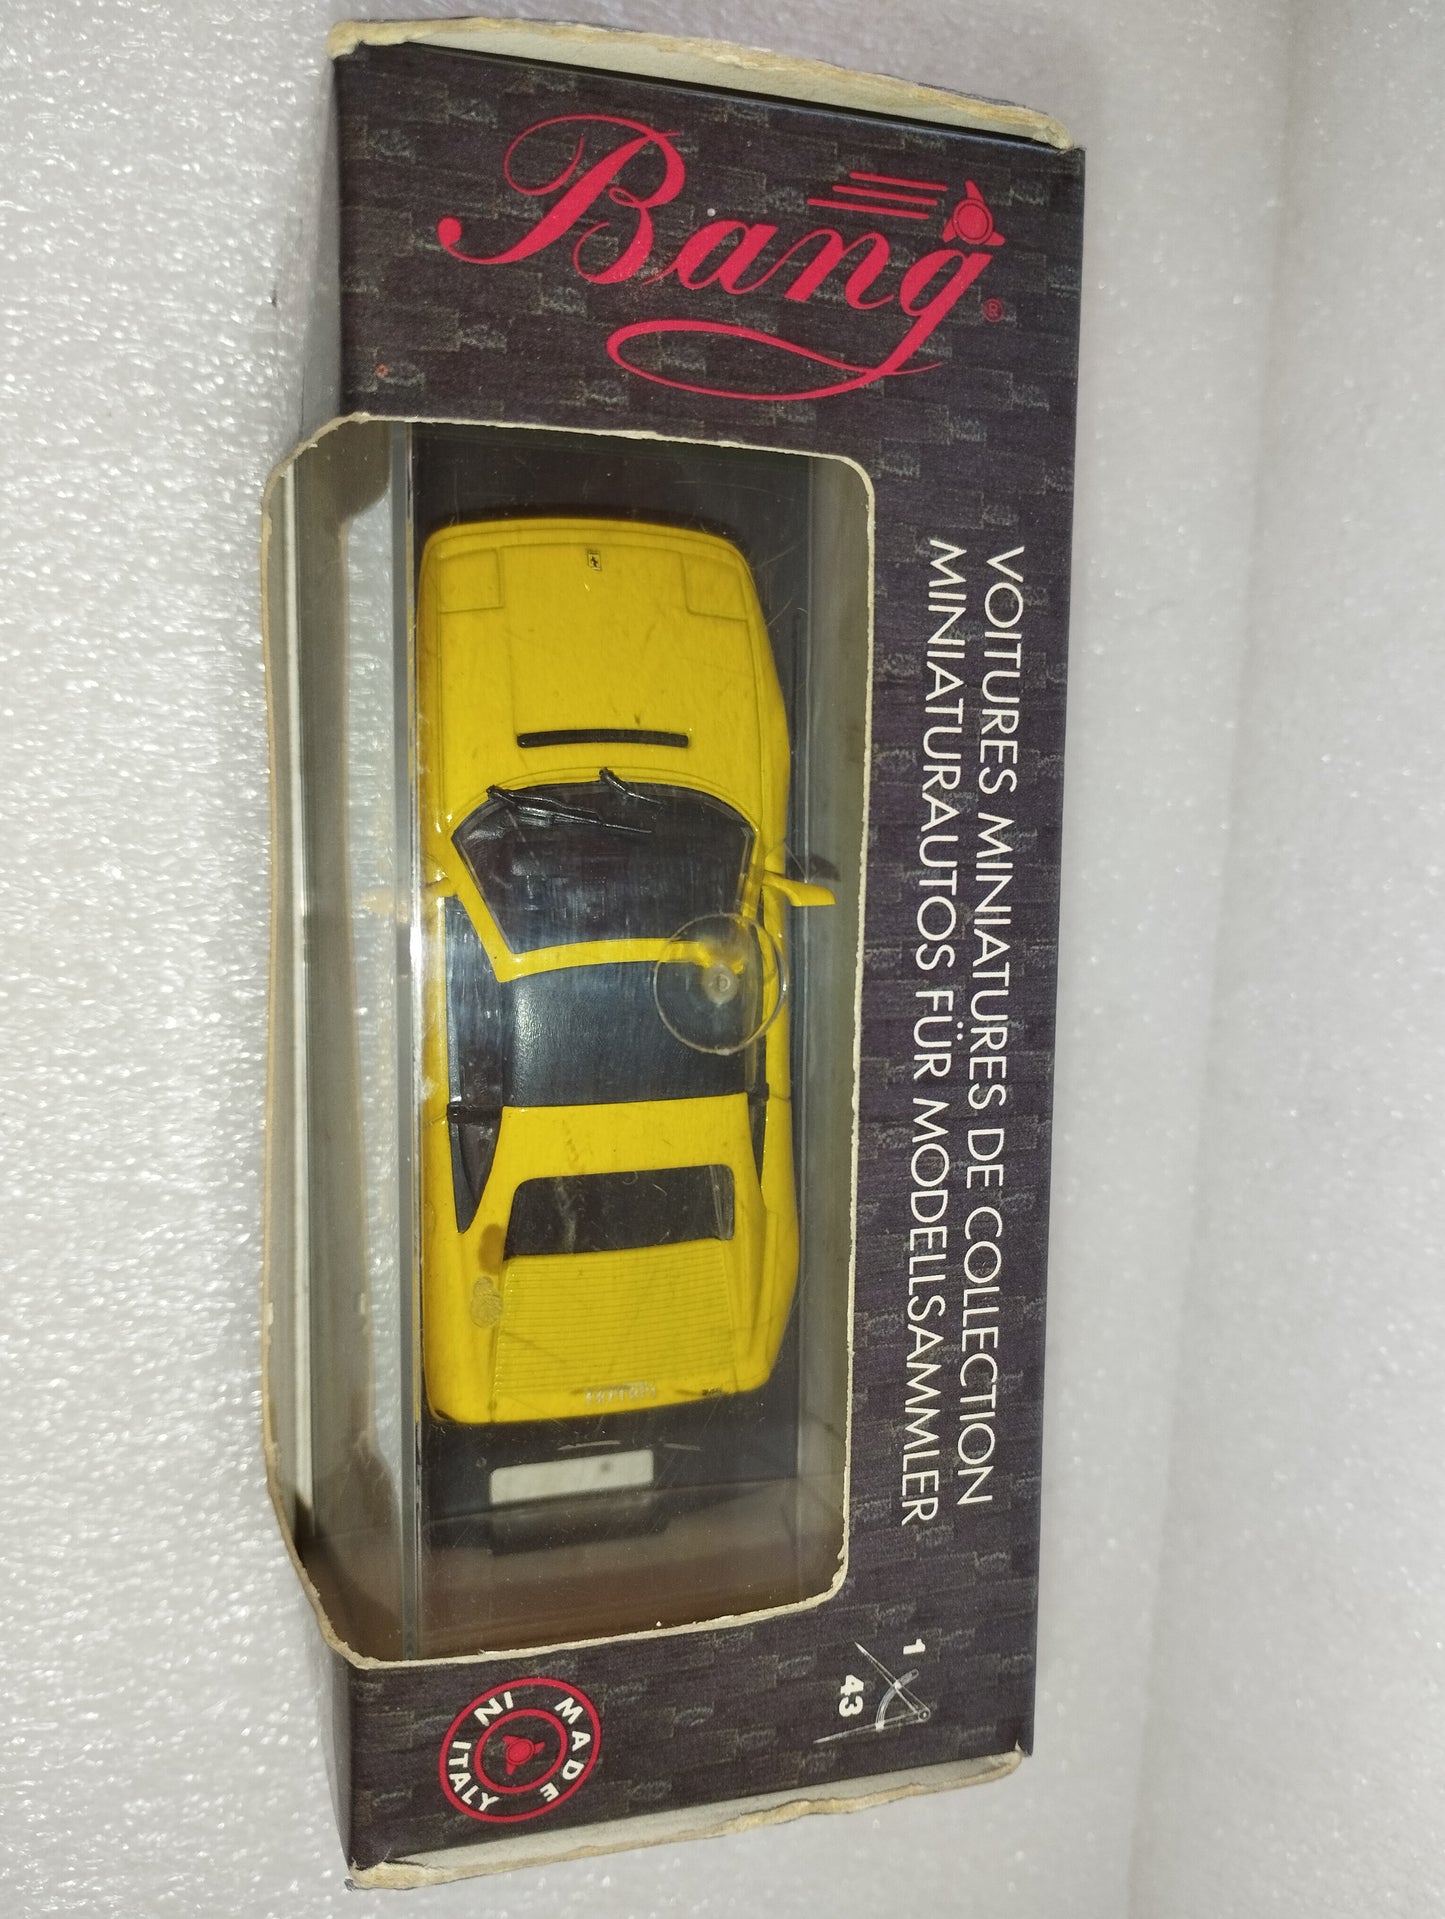 Bang®
VOITURES MINIATURES DE COLLECTION
MINIATURAUTOS FÜR MODELLSAMMLER
1
43
MADE IN ITALY